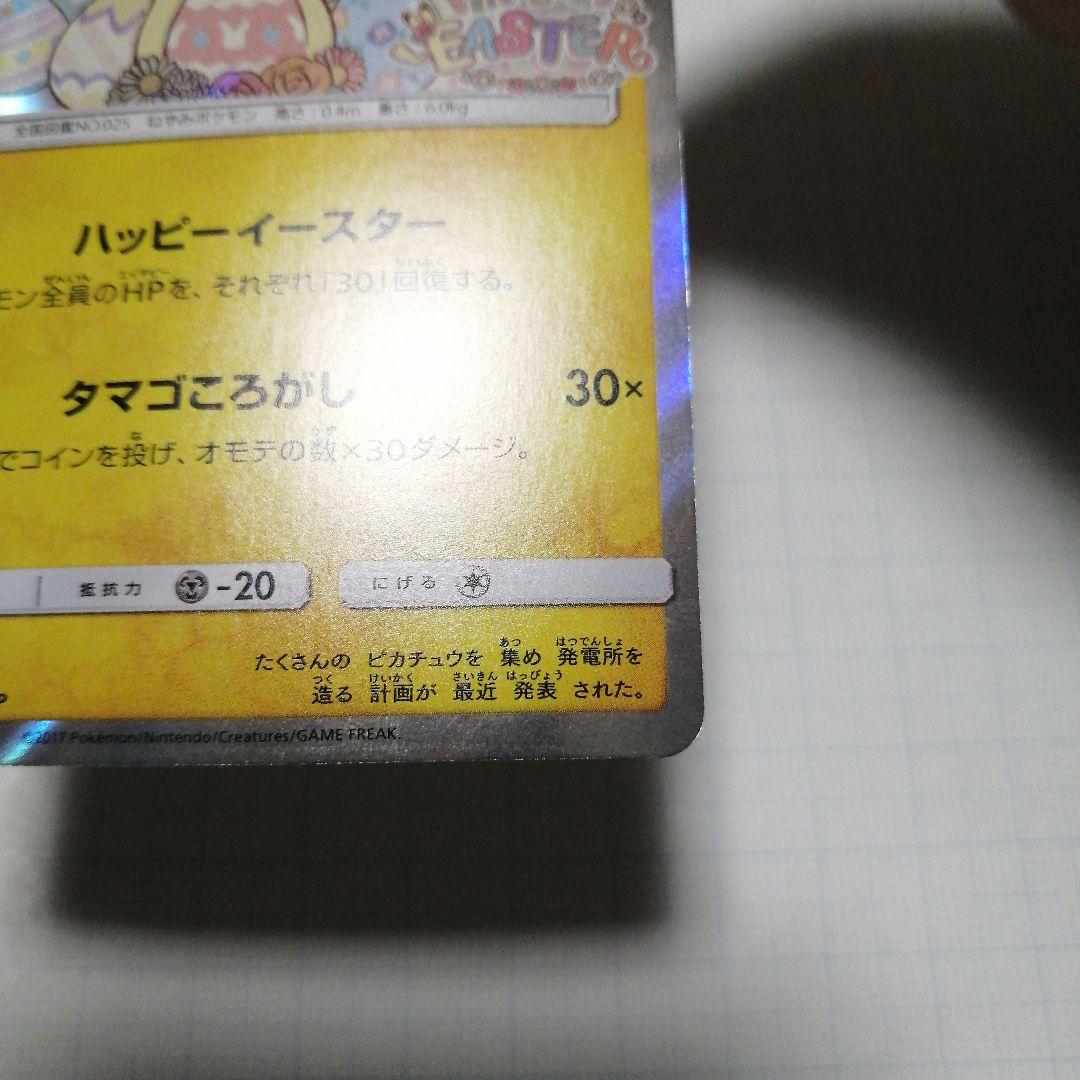 EASTER
全国図鑑NO.025 ねずみポケモン 高さ:0.4m 重さ:6.0kg
ハッピーイースター
モン全員のHPを、それぞれ「30」回復する。
タマゴころがし 30×
でコインを投げ、オモテの数×30ダメージ。
抵抗力 -20 にげる
たくさんの ピカチュウを 集め 発電所を
造る 計画が 最近 発表 された。
©2017 Pokémon/Nintendo/Creatures/GAME FREAK.